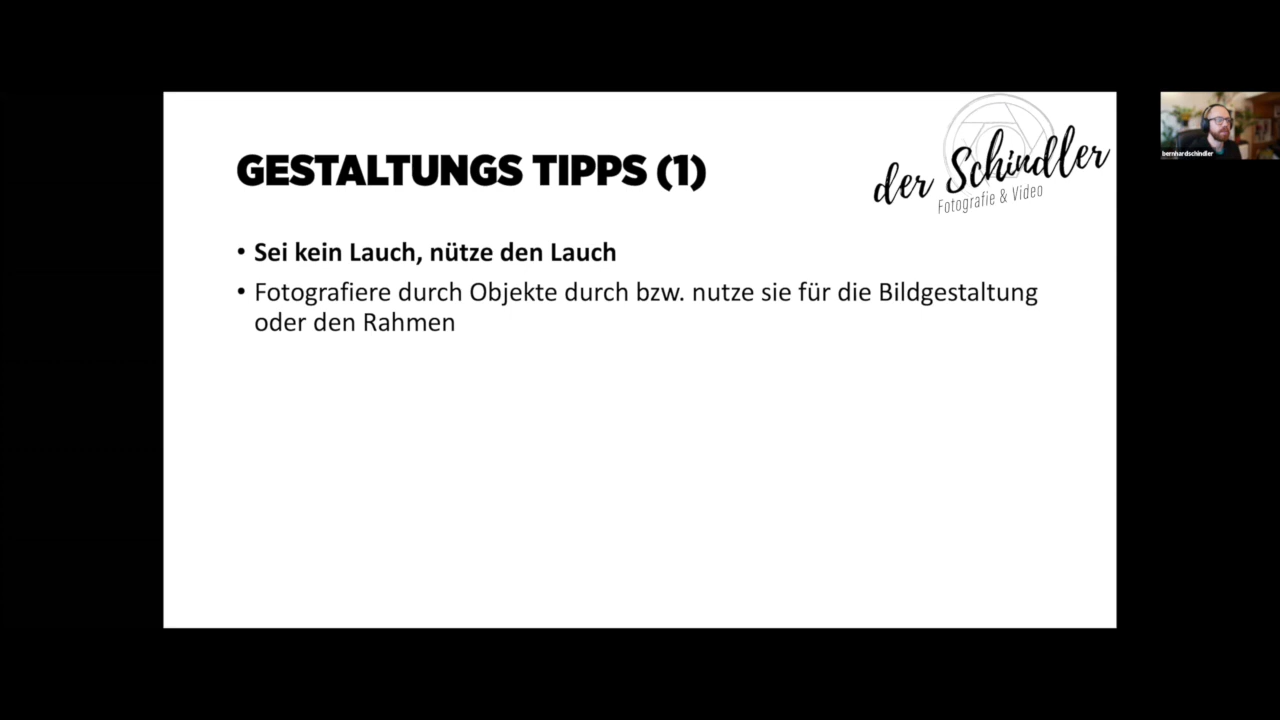 GESTALTUNGS TIPPS (1)
der Schindler
Fotografie & Video
• Sei kein Lauch, nütze den Lauch
• Fotografiere durch Objekte durch bzw. nutze sie für die Bildgestaltung
oder den Rahmen
bernhardschindler